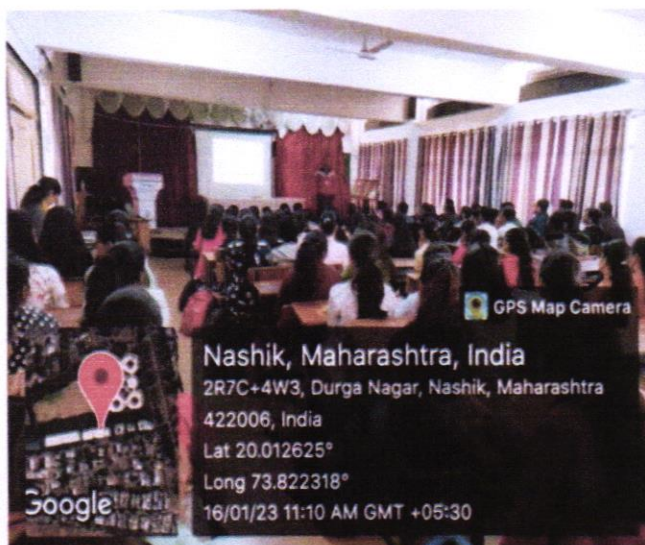 GPS Map Camera
Nashik, Maharashtra, India
2R7C+4W3, Durga Nagar, Nashik, Maharashtra
422006, India
Lat 20.012625°
Long 73.822318°
16/01/23 11:10 AM GMT +05:30
Google